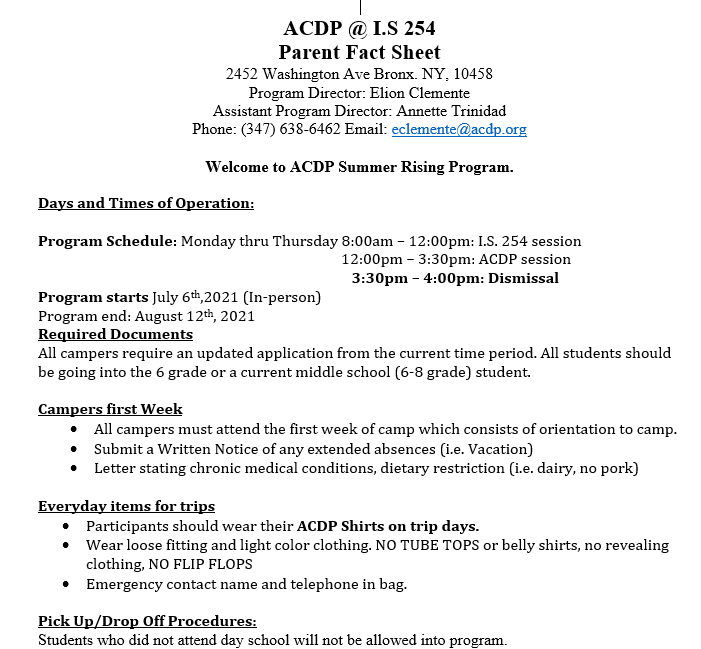 ACDP @ I.S 254
Parent Fact Sheet
2452 Washington Ave Bronx. NY, 10458
Program Director: Elion Clemente
Assistant Program Director: Annette Trinidad
Phone: (347) 638-6462 Email: eclemente@acdp.org
Welcome to ACDP Summer Rising Program.
Days and Times of Operation:
Program Schedule: Monday thru Thursday 8:00am – 12:00pm: I.S. 254 session
12:00pm – 3:30pm: ACDP session
3:30pm – 4:00pm: Dismissal
Program starts July 6th,2021 (In-person)
Program end: August 12th, 2021
Required Documents
All campers require an updated application from the current time period. All students should
be going into the 6 grade or a current middle school (6-8 grade) student.
Campers first Week
• All campers must attend the first week of camp which consists of orientation to camp.
• Submit a Written Notice of any extended absences (i.e. Vacation)
• Letter stating chronic medical conditions, dietary restriction (i.e. dairy, no pork)
Everyday items for trips
• Participants should wear their ACDP Shirts on trip days.
• Wear loose fitting and light color clothing. NO TUBE TOPS or belly shirts, no revealing
clothing, NO FLIP FLOPS
• Emergency contact name and telephone in bag.
Pick Up/Drop Off Procedures:
Students who did not attend day school will not be allowed into program.